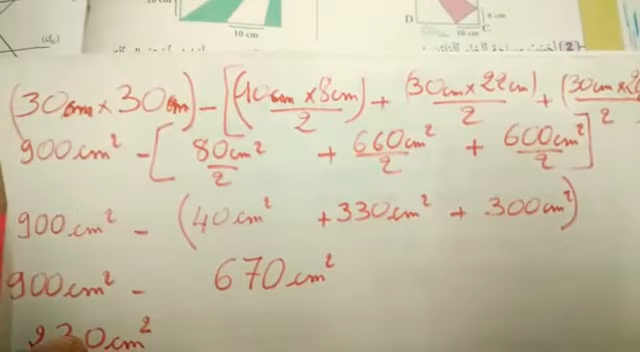 10 cm
D
8 cm
10 cm
C
(30cm x 30cm) - [(10cm x 8cm)/2 + (30cm x 22cm)/2 + (30cm x 20
900cm² - [80cm²/2 + 660cm²/2 + 600cm²/2]
900cm² - (40cm² + 330cm² + 300cm²)
900cm² - 670cm²
230cm²